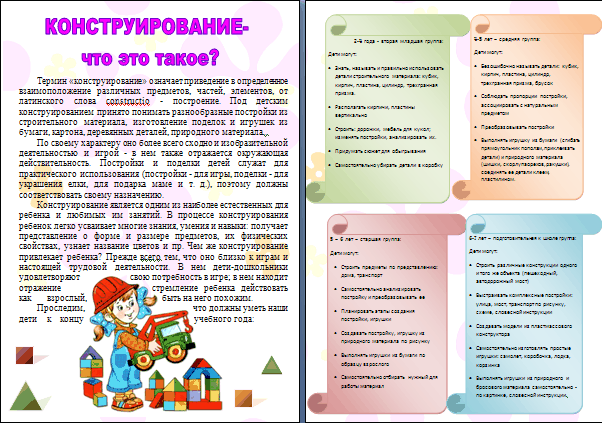 КОНСТРУИРОВАНИЕ-
что это такое?
Термин «конструирование» означает приведение в определённое
взаимоположение различных предметов, частей, элементов, от
латинского слова constructio - построение. Под детским
конструированием принято понимать разнообразные постройки из
строительного материала, изготовление поделок и игрушек из
бумаги, картона, деревянных деталей, природного материала..
По своему характеру оно более всего сходно и изобразительной
деятельностью и игрой - в нем также отражается окружающая
действительность. Постройки и поделки детей служат для
практического использования (постройки - для игры, поделки - для
украшения елки, для подарка маме и т. д.), поэтому должны
соответствовать своему назначению.
Конструирование является одним из наиболее естественных для
ребенка и любимых им занятий. В процессе конструирования
ребенок легко усваивает многие знания, умения и навыки: получает
представление о форме и размере предметов, их физических
свойствах, узнает название цветов и пр. Чем же конструирование
привлекает ребенка? Прежде всего тем, что оно близко к играм и
настоящей трудовой деятельности. В нем дети-дошкольники
удовлетворяют свою потребность в игре; в нем находит
отражение стремление ребенка действовать
как взрослый, быть на него похожим.
Проследим, что должны уметь наши
дети к концу учебного года:
2-3 года – вторая младшая группа:
Дети могут:
Знать, называть и правильно использовать
детали строительного материала: кубик,
кирпич, пластина, цилиндр, трехгранная
призма.
Располагать кирпичи, пластины
вертикально
Строить дорожки, мебель для кукол;
изменять постройки, анализировать их.
Придумать сюжет для обыгрывания
Самостоятельно убирать детали в коробку
4-5 лет – средняя группа:
Дети могут:
Безошибочно называть детали: кубик,
кирпич, пластина, цилиндр,
трехгранная призма, брусок
Соблюдать пропорции постройки,
ассоциировать с натуральным
предметом
Преобразовывать постройки
Выполнять игрушку из бумаги (сгибать
прямоугольник пополам, приклеивать
детали) и природного материала
(шишки, скорлупа ореха, ракушки),
соединять ее детали клеем,
пластилином.
5 – 6 лет – старшая группа:
Дети могут:
Строить предметы по представлению:
дома, транспорт
Самостоятельно анализировать
постройку и преобразовывать ее
Планировать этапы создания
постройки, игрушки
Создавать постройку, игрушку из
природного материала по рисунку
Выполнять игрушки из бумаги по
образцу взрослого
Самостоятельно отбирать нужный для
работы материал
6-7 лет – подготовительная к школе группа:
Дети могут:
Строить различные конструкции одного
и того же объекта (пешеходный,
автодорожный мост)
Выстраивать комплексные постройки:
улица, мост, транспорт по рисунку,
схеме, словесной инструкции
Создавать модели из пластмассового
конструктора
Самостоятельно изготовлять простые
игрушки: самолет, коробочка, лодка,
корзинка
Выполнять игрушки из природного и
бросового материала самостоятельно -
по картинке, словесной инструкции,